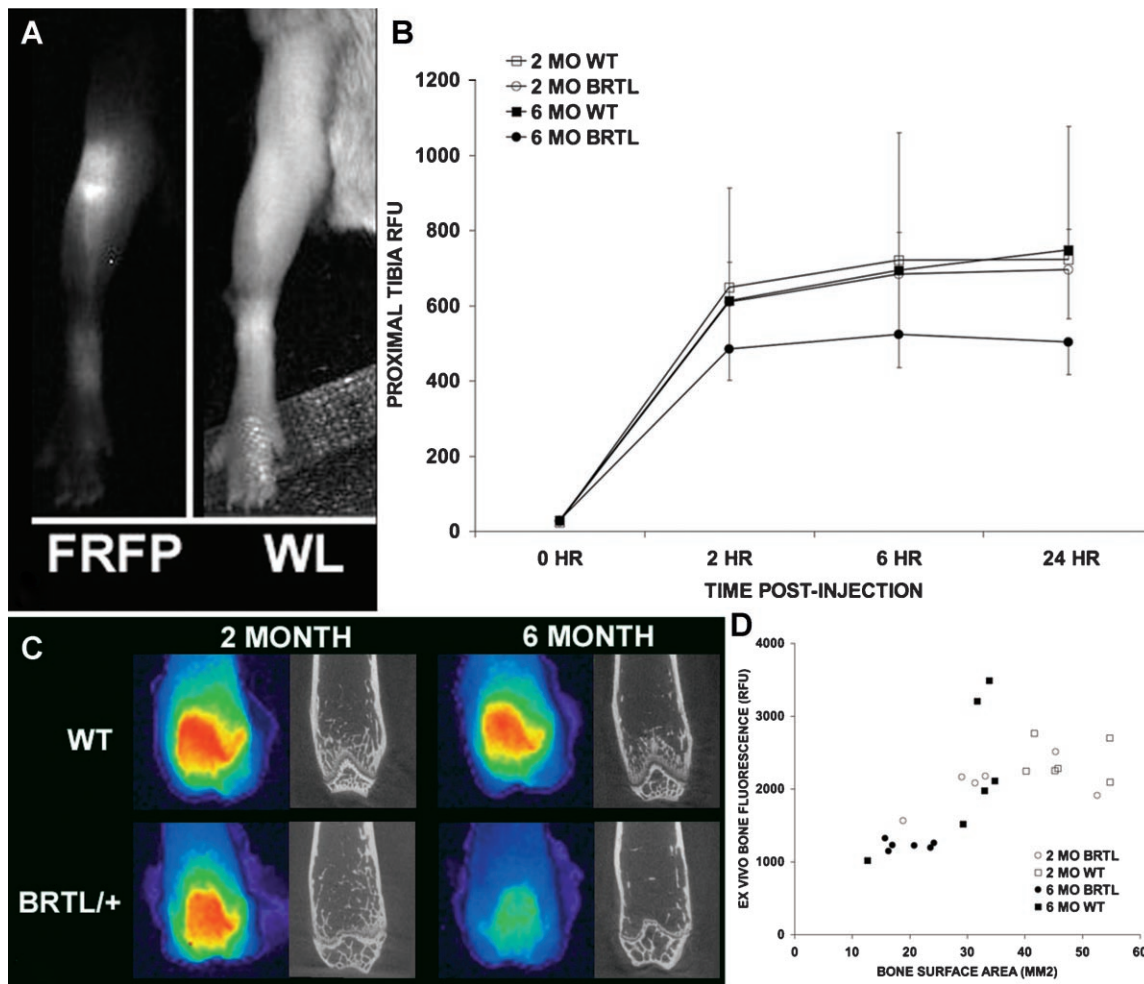 A
FRFP WL
B
2 MO WT
2 MO BRTL
6 MO WT
6 MO BRTL
PROXIMAL TIBIA RFU
1200
1000
800
600
400
200
0
0 HR 2 HR 6 HR 24 HR
TIME POST-INJECTION
C
2 MONTH 6 MONTH
WT
BRTL/+
D
EX VIVO BONE FLUORESCENCE (RFU)
4000
3000
2000
1000
0
2 MO BRTL
2 MO WT
6 MO BRTL
6 MO WT
0 10 20 30 40 50 60
BONE SURFACE AREA (MM2)